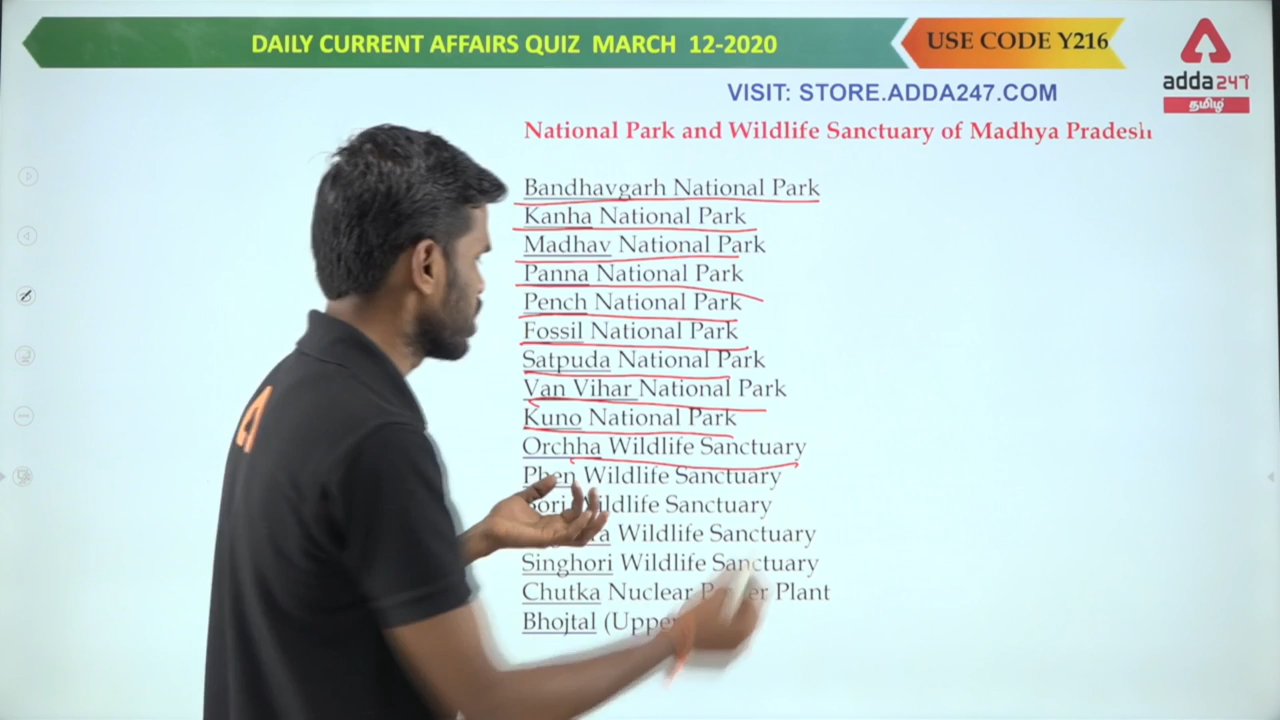 DAILY CURRENT AFFAIRS QUIZ MARCH 12-2020
USE CODE Y216
adda247
தமிழ்
VISIT: STORE.ADDA247.COM
National Park and Wildlife Sanctuary of Madhya Pradesh
Bandhavgarh National Park
Kanha National Park
Madhav National Park
Panna National Park
Pench National Park
Fossil National Park
Satpuda National Park
Van Vihar National Park
Kuno National Park
Orchha Wildlife Sanctuary
Phen Wildlife Sanctuary
Wildlife Sanctuary
Wildlife Sanctuary
Singhori Wildlife Sanctuary
Chutka Nuclear Plant
Bhojtal